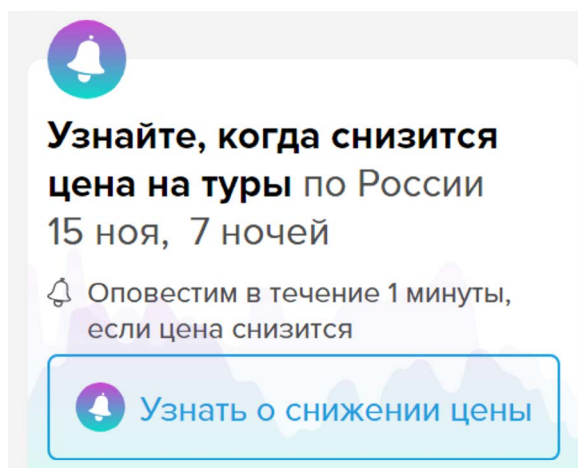 Узнайте, когда снизится
цена на туры по России
15 ноя, 7 ночей
Оповестим в течение 1 минуты,
если цена снизится
Узнать о снижении цены